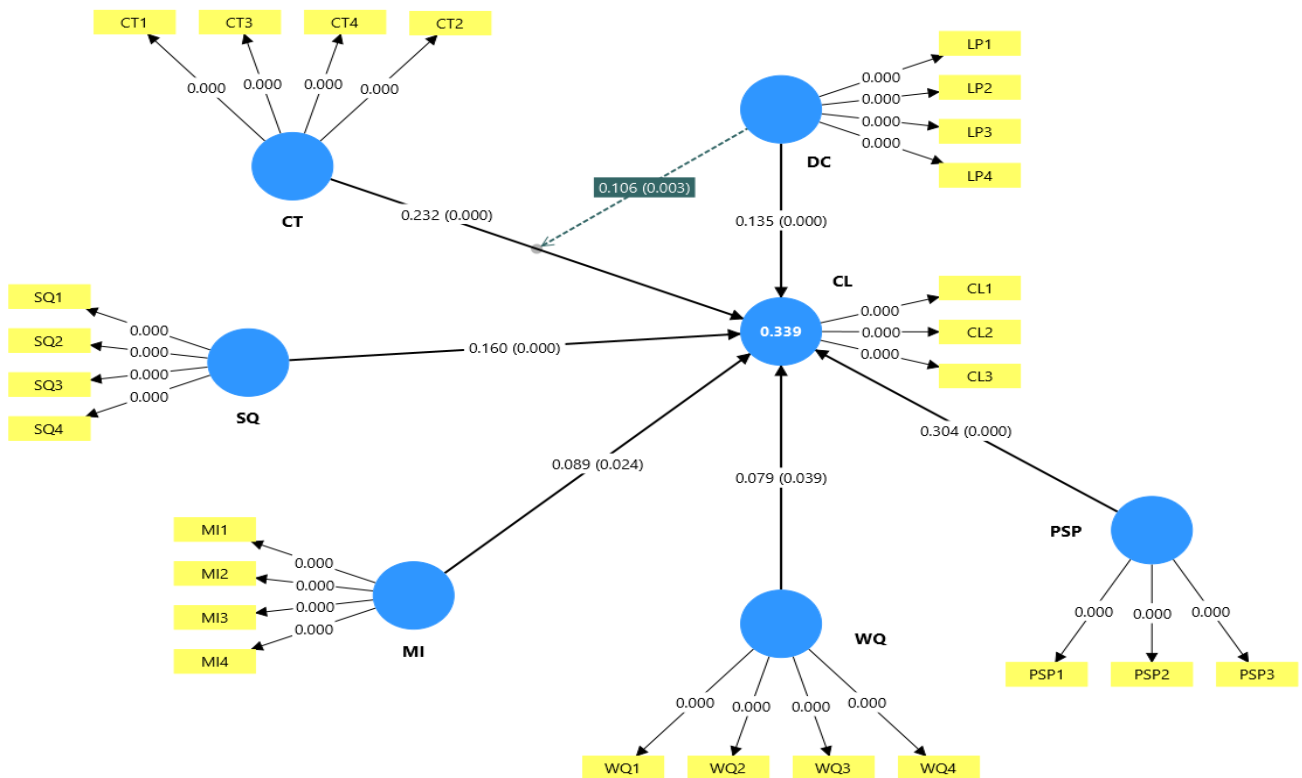 CT1 CT3 CT4 CT2
0.000 0.000 0.000 0.000
CT
LP1
LP2
LP3
LP4
0.000
0.000
0.000
0.000
DC
0.106 (0.003)
0.232 (0.000)
0.135 (0.000)
CL
0.339
CL1
CL2
CL3
0.000
0.000
0.000
SQ1
SQ2
SQ3
SQ4
0.000
0.000
0.000
0.000
SQ
0.160 (0.000)
0.304 (0.000)
0.089 (0.024)
0.079 (0.039)
MI1
MI2
MI3
MI4
0.000
0.000
0.000
0.000
MI
PSP
0.000 0.000 0.000
PSP1 PSP2 PSP3
WQ
0.000 0.000 0.000 0.000
WQ1 WQ2 WQ3 WQ4